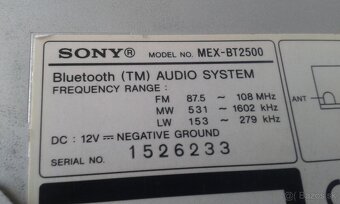 SONY® MODEL NO. MEX-BT2500
Bluetooth (TM) AUDIO SYSTEM
FREQUENCY RANGE :
FM 87.5 ~ 108 MHz
MW 531 ~ 1602 kHz
LW 153 ~ 279 kHz
DC : 12V ⎓ NEGATIVE GROUND
SERIAL NO. 1526233
ANT